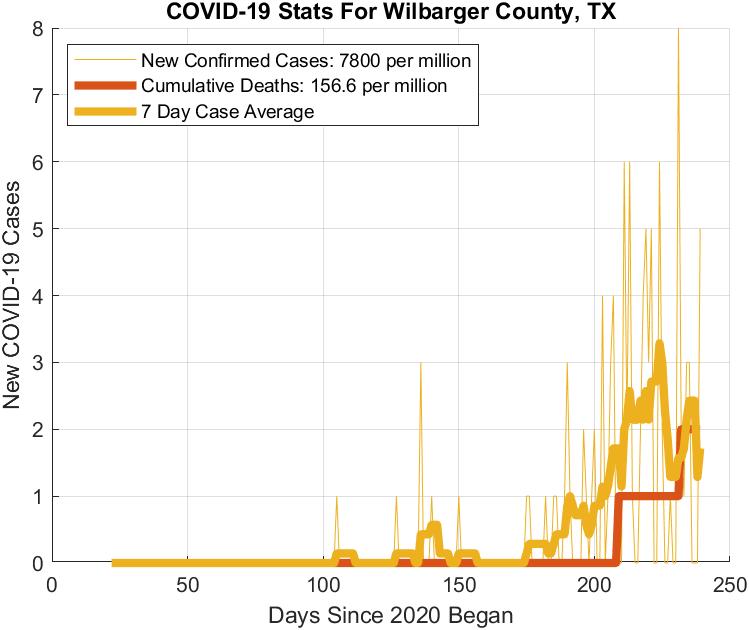 COVID-19 Stats For Wilbarger County, TX
New Confirmed Cases: 7800 per million
Cumulative Deaths: 156.6 per million
7 Day Case Average
New COVID-19 Cases
8
7
6
5
4
3
2
1
0
0 50 100 150 200 250
Days Since 2020 Began